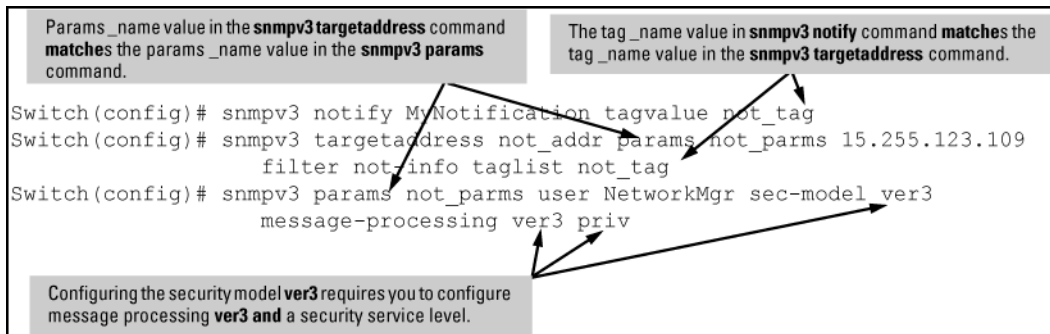 Params _name value in the snmpv3 targetaddress command
matches the params _name value in the snmpv3 params
command.
The tag _name value in snmpv3 notify command matches the
tag _name value in the snmpv3 targetaddress command.
Switch(config)# snmpv3 notify MyNotification tagvalue not_tag
Switch(config)# snmpv3 targetaddress not_addr params not_parms 15.255.123.109
filter not-info taglist not_tag
Switch(config)# snmpv3 params not_parms user NetworkMgr sec-model ver3
message-processing ver3 priv
Configuring the security model ver3 requires you to configure
message processing ver3 and a security service level.